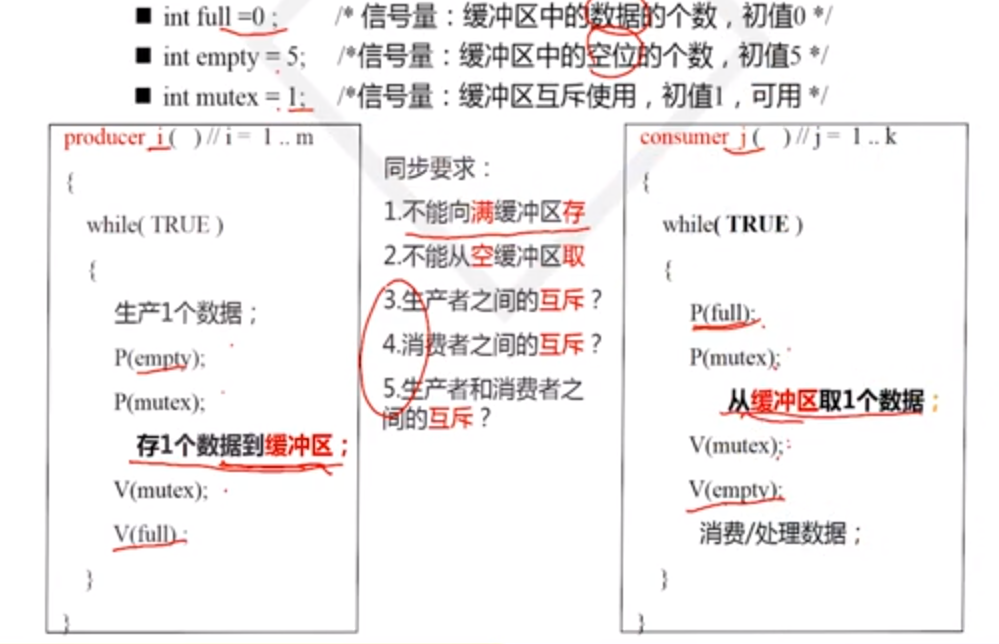 ■ int full =0 ; /* 信号量：缓冲区中的数据的个数，初值0 */
■ int empty = 5; /*信号量：缓冲区中的空位的个数，初值5 */
■ int mutex = 1; /*信号量：缓冲区互斥使用，初值1，可用 */
producer_i ( ) // i = 1 .. m
{
while( TRUE )
{
生产1个数据；
P(empty);
P(mutex);
存1个数据到缓冲区；
V(mutex);
V(full) ;
}
}
同步要求：
1.不能向满缓冲区存
2.不能从空缓冲区取
3.生产者之间的互斥？
4.消费者之间的互斥？
5.生产者和消费者之
间的互斥？
consumer_j ( ) // j = 1 .. k
{
while( TRUE )
{
P(full);
P(mutex);
从缓冲区取1个数据；
V(mutex);
V(empty);
消费/处理数据；
}
}